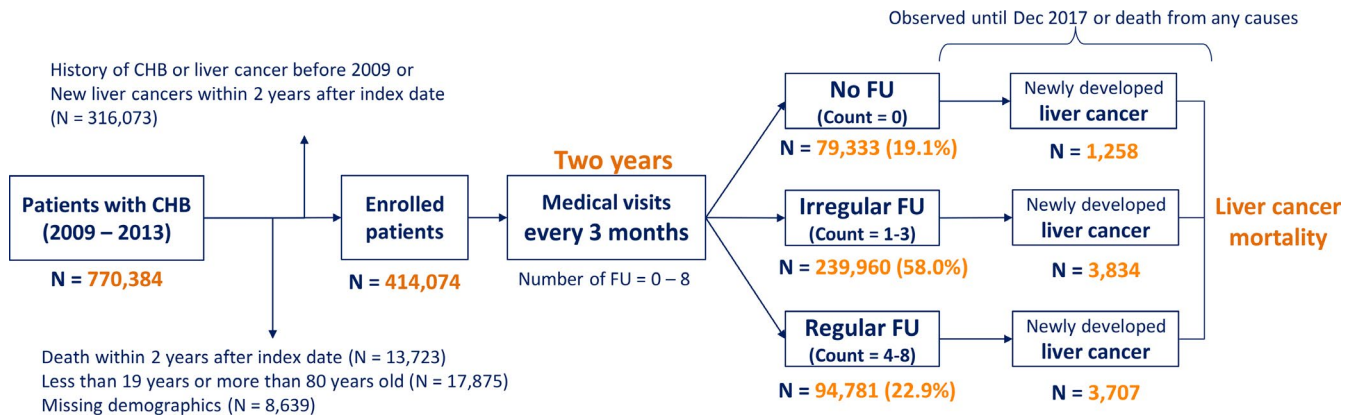 Observed until Dec 2017 or death from any causes
History of CHB or liver cancer before 2009 or
New liver cancers within 2 years after index date
(N = 316,073)
Patients with CHB
(2009 – 2013)
N = 770,384
Enrolled
patients
N = 414,074
Two years
Medical visits
every 3 months
Number of FU = 0 – 8
No FU
(Count = 0)
N = 79,333 (19.1%)
Newly developed
liver cancer
N = 1,258
Irregular FU
(Count = 1-3)
N = 239,960 (58.0%)
Newly developed
liver cancer
N = 3,834
Regular FU
(Count = 4-8)
N = 94,781 (22.9%)
Newly developed
liver cancer
N = 3,707
Liver cancer
mortality
Death within 2 years after index date (N = 13,723)
Less than 19 years or more than 80 years old (N = 17,875)
Missing demographics (N = 8,639)